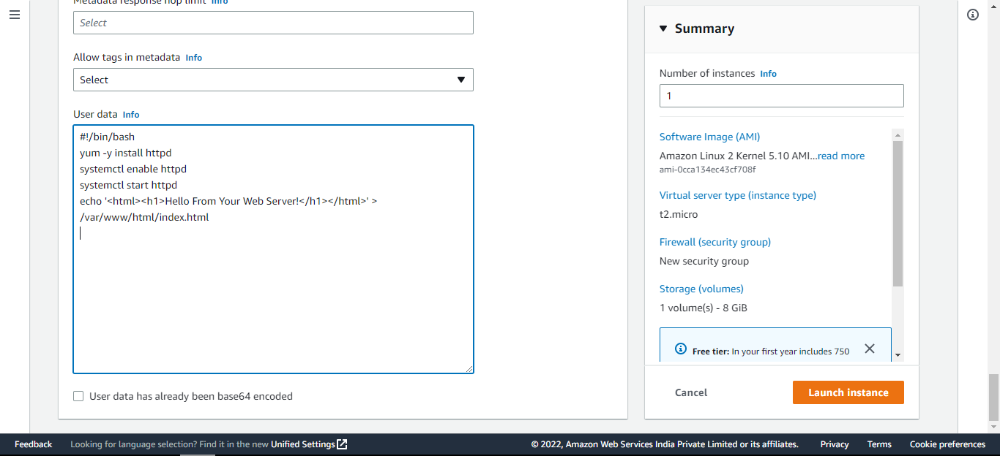 Metadata response hop limit Info
Select
Allow tags in metadata Info
Select
User data Info
#!/bin/bash
yum -y install httpd
systemctl enable httpd
systemctl start httpd
echo '<html><h1>Hello From Your Web Server!</h1></html>' >
/var/www/html/index.html
User data has already been base64 encoded
Summary
Number of instances Info
1
Software Image (AMI)
Amazon Linux 2 Kernel 5.10 AMI...read more
ami-0cca134ec43cf708f
Virtual server type (instance type)
t2.micro
Firewall (security group)
New security group
Storage (volumes)
1 volume(s) - 8 GiB
Free tier: In your first year includes 750
Cancel
Launch instance
Feedback
Looking for language selection? Find it in the new Unified Settings
© 2022, Amazon Web Services India Private Limited or its affiliates.
Privacy
Terms
Cookie preferences